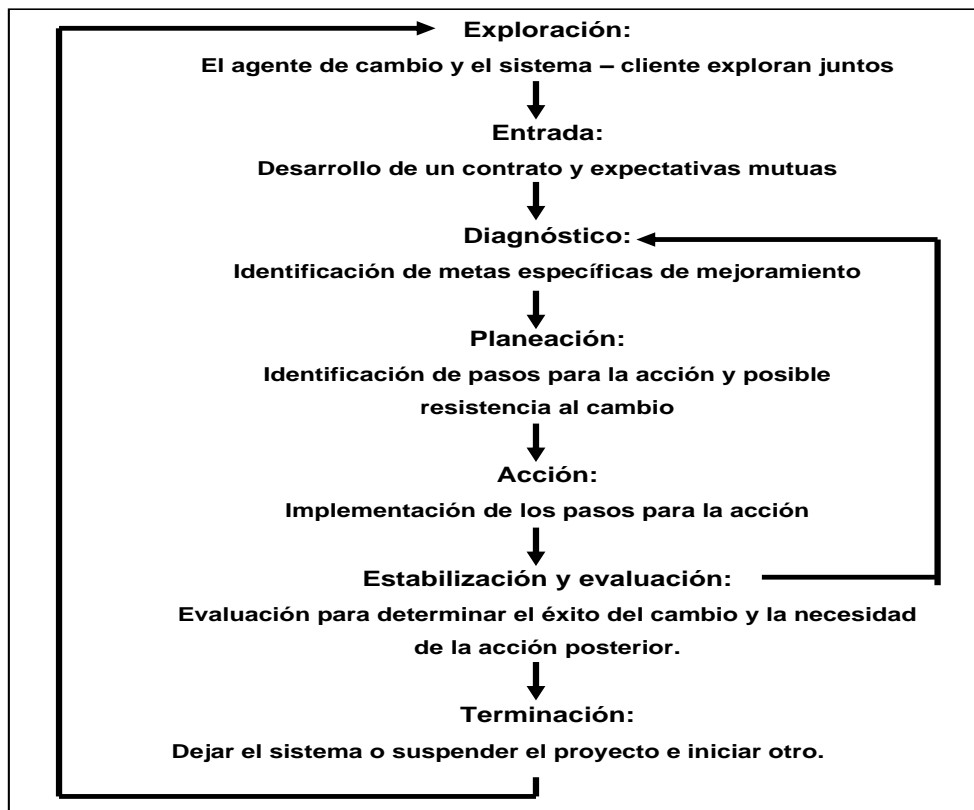 Exploración:
El agente de cambio y el sistema – cliente exploran juntos
Entrada:
Desarrollo de un contrato y expectativas mutuas
Diagnóstico:
Identificación de metas específicas de mejoramiento
Planeación:
Identificación de pasos para la acción y posible
resistencia al cambio
Acción:
Implementación de los pasos para la acción
Estabilización y evaluación:
Evaluación para determinar el éxito del cambio y la necesidad
de la acción posterior.
Terminación:
Dejar el sistema o suspender el proyecto e iniciar otro.